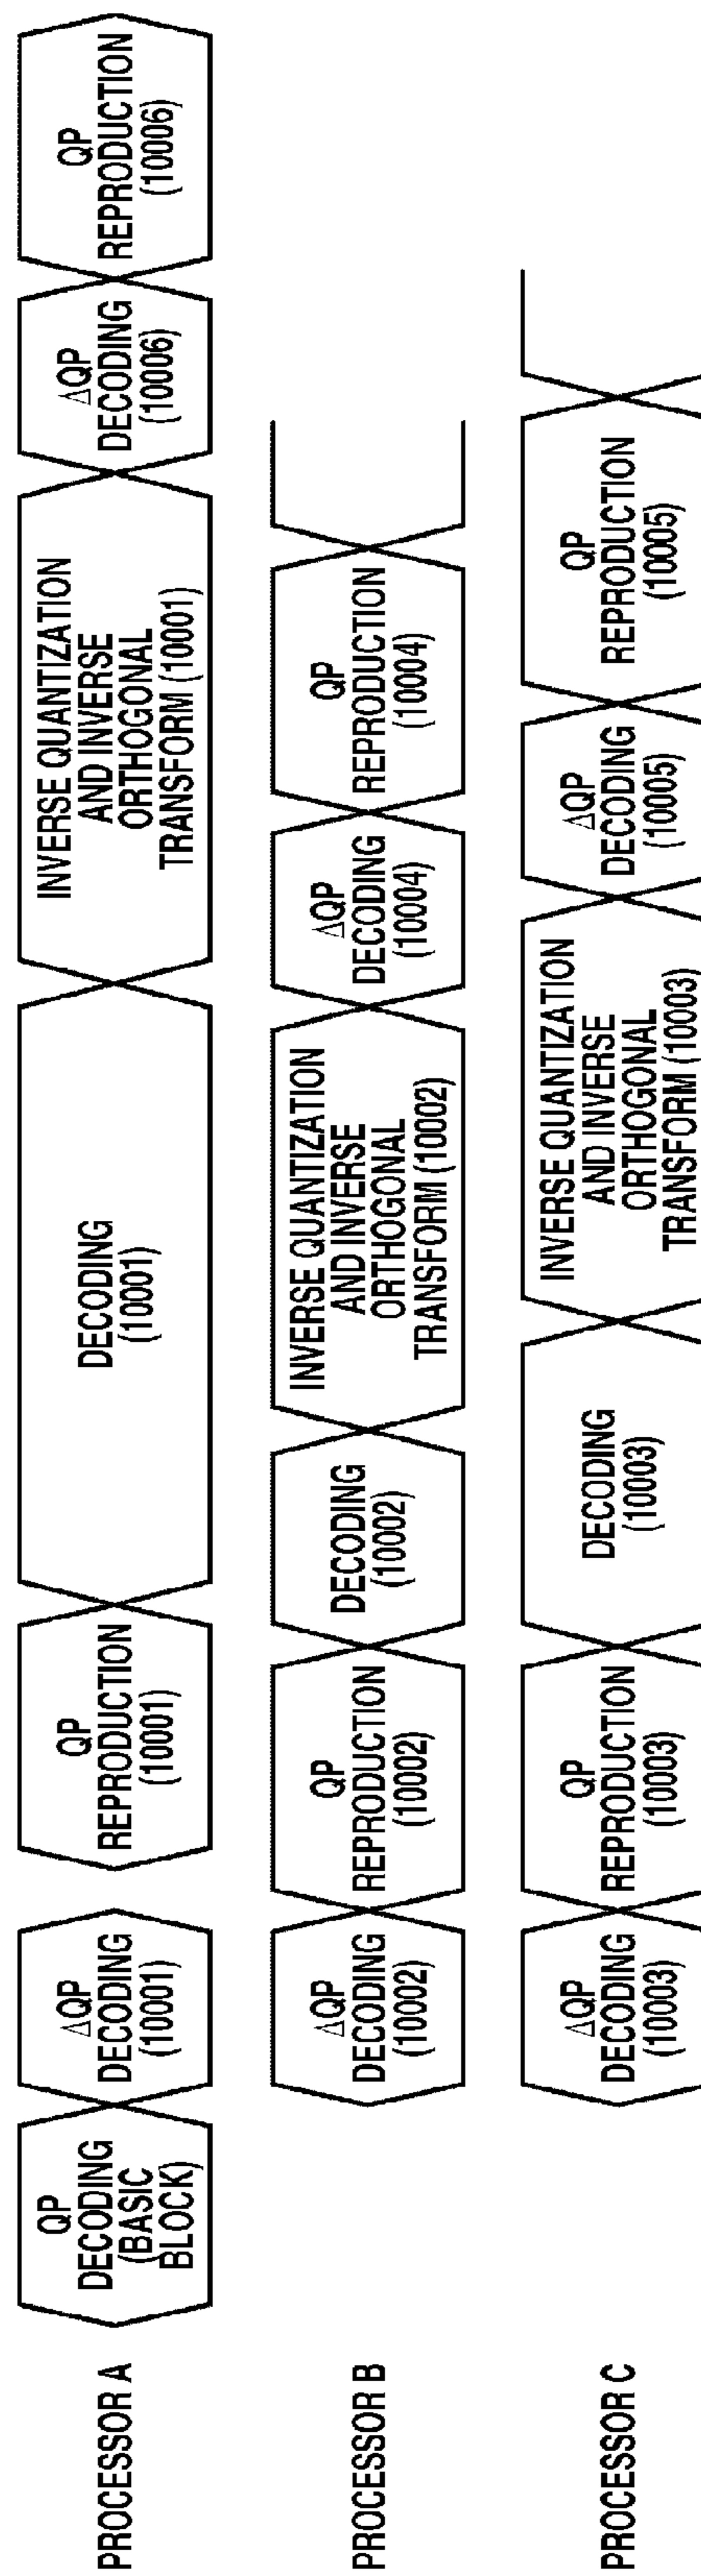 PROCESSOR A
QP
DECODING
(BASIC
BLOCK)
ΔQP
DECODING
(10001)
QP
REPRODUCTION
(10001)
DECODING
(10001)
INVERSE QUANTIZATION
AND INVERSE
ORTHOGONAL
TRANSFORM (10001)
ΔQP
DECODING
(10006)
QP
REPRODUCTION
(10006)
PROCESSOR B
ΔQP
DECODING
(10002)
QP
REPRODUCTION
(10002)
DECODING
(10002)
INVERSE QUANTIZATION
AND INVERSE
ORTHOGONAL
TRANSFORM (10002)
ΔQP
DECODING
(10004)
QP
REPRODUCTION
(10004)
PROCESSOR C
ΔQP
DECODING
(10003)
QP
REPRODUCTION
(10003)
DECODING
(10003)
INVERSE QUANTIZATION
AND INVERSE
ORTHOGONAL
TRANSFORM (10003)
ΔQP
DECODING
(10005)
QP
REPRODUCTION
(10005)